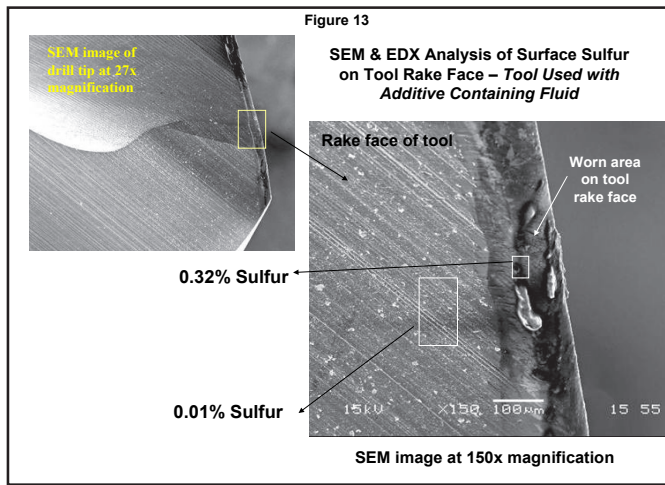 Figure 13
SEM image of
drill tip at 27x
magnification
SEM & EDX Analysis of Surface Sulfur
on Tool Rake Face – Tool Used with
Additive Containing Fluid
Rake face of tool
Worn area
on tool
rake face
0.32% Sulfur
0.01% Sulfur
15kV X150 100μm 15 55
SEM image at 150x magnification